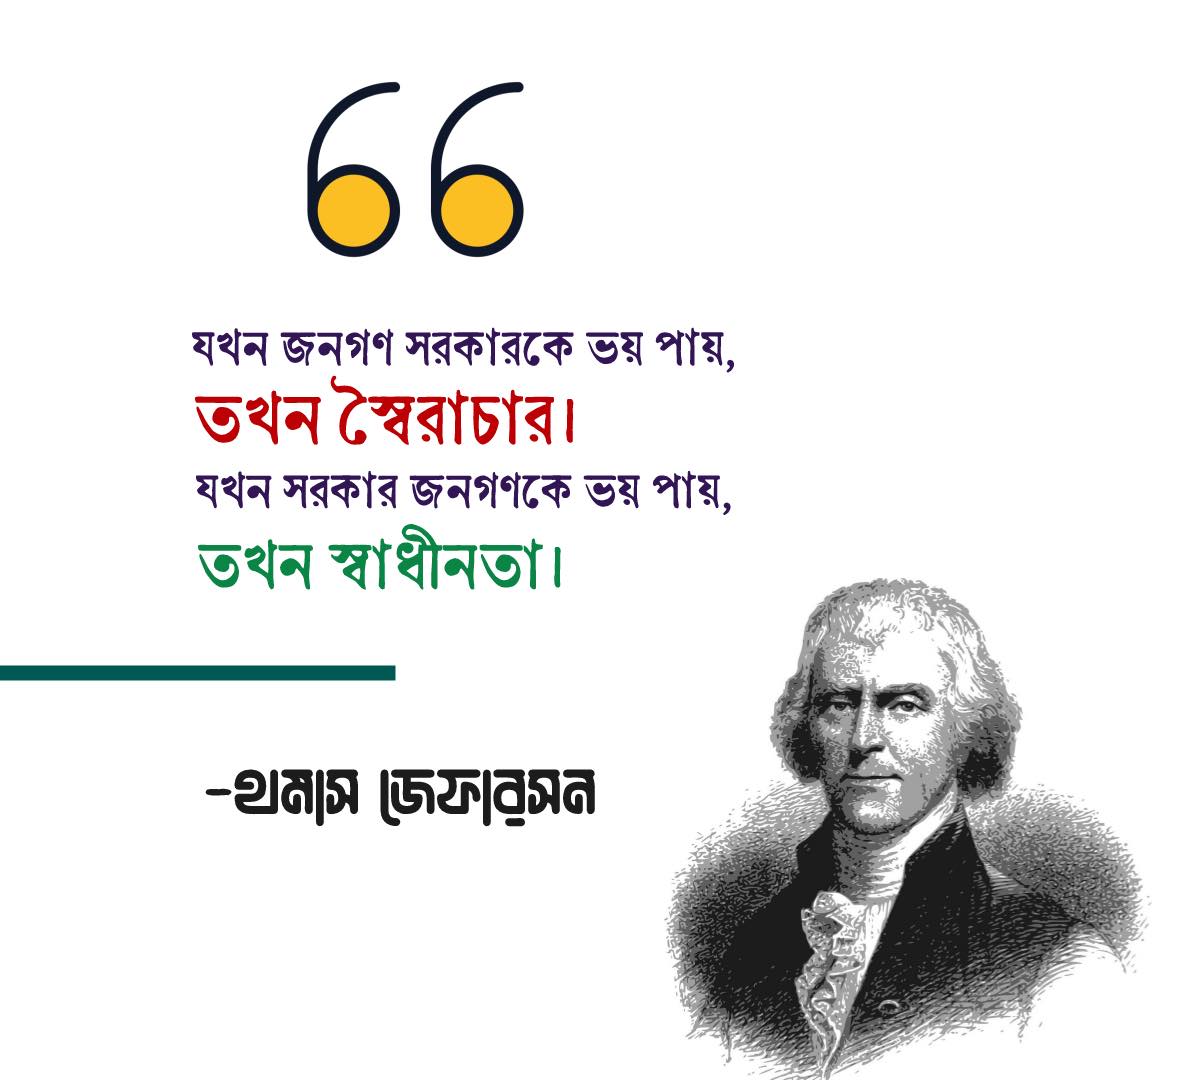 যখন জনগণ সরকারকে ভয় পায়,
তখন স্বৈরাচার।
যখন সরকার জনগণকে ভয় পায়,
তখন স্বাধীনতা।
-থমাস জেফারসন